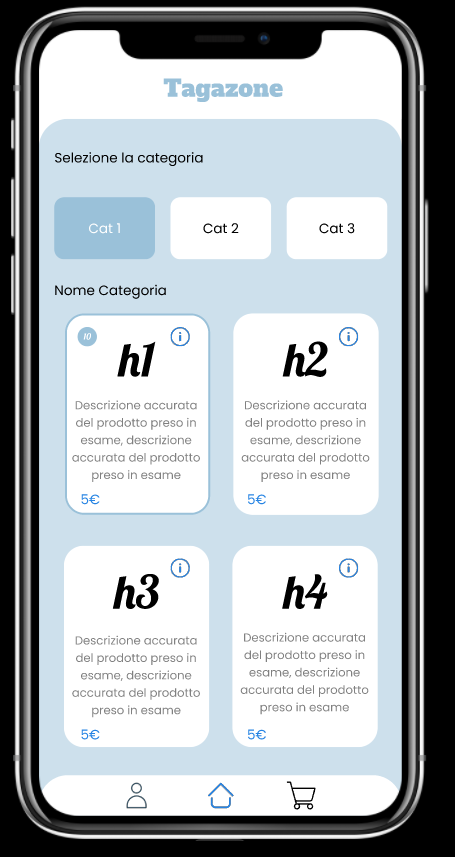 Tagazone
Selezione la categoria
Cat 1
Cat 2
Cat 3
Nome Categoria
10
h1
Descrizione accurata
del prodotto preso in
esame, descrizione
accurata del prodotto
preso in esame
5€
h2
Descrizione accurata
del prodotto preso in
esame, descrizione
accurata del prodotto
preso in esame
5€
h3
Descrizione accurata
del prodotto preso in
esame, descrizione
accurata del prodotto
preso in esame
5€
h4
Descrizione accurata
del prodotto preso in
esame, descrizione
accurata del prodotto
preso in esame
5€